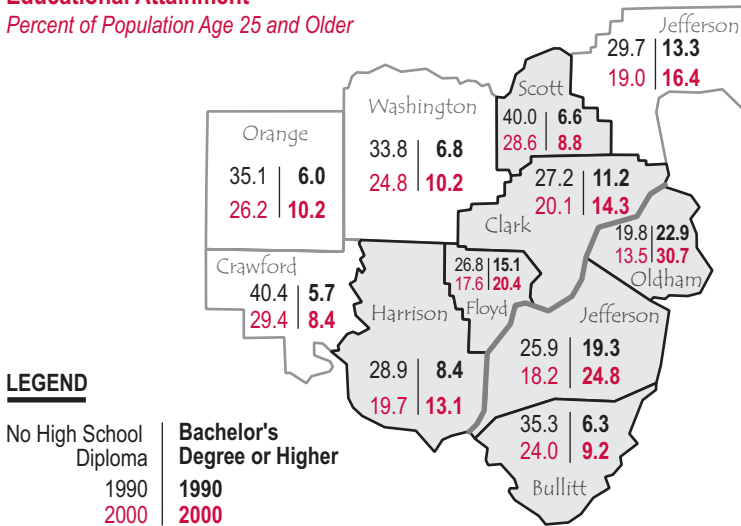 Educational Attainment
Percent of Population Age 25 and Older
Jefferson
29.7 13.3
19.0 16.4
Scott
40.0 6.6
28.6 8.8
Washington
33.8 6.8
24.8 10.2
Orange
35.1 6.0
26.2 10.2
27.2 11.2
20.1 14.3
Clark
19.8 22.9
13.5 30.7
Oldham
Crawford
40.4 5.7
29.4 8.4
26.8 15.1
17.6 20.4
Floyd
Harrison
28.9 8.4
19.7 13.1
Jefferson
25.9 19.3
18.2 24.8
35.3 6.3
24.0 9.2
Bullitt
LEGEND
No High School Diploma
Bachelor's Degree or Higher
1990 1990
2000 2000